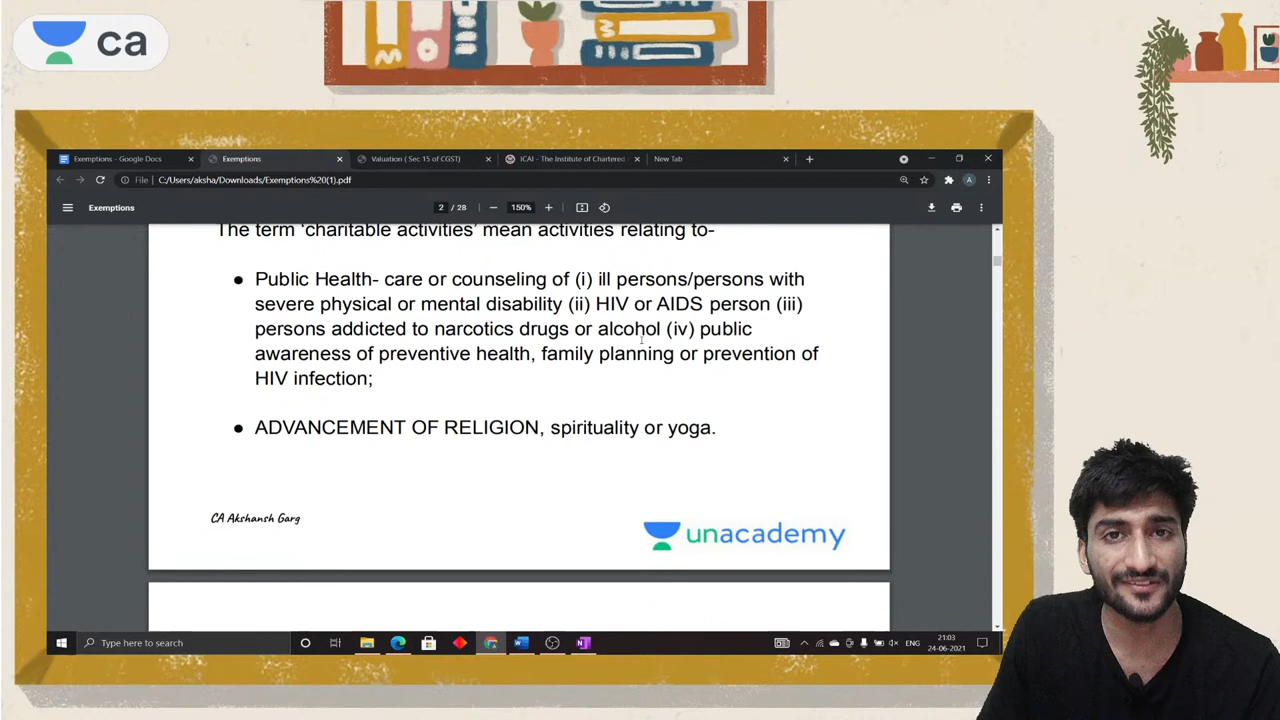 ca
Exemptions - Google Docs
Exemptions
Valuation ( Sec.15 of CGST)
ICAI - The Institute of Chartered
New Tab
File
C:/Users/aksha/Downloads/Exemptions%20(1).pdf
A
Exemptions
2 / 28
150%
The term ‘charitable activities’ mean activities relating to-
● Public Health- care or counseling of (i) ill persons/persons with
severe physical or mental disability (ii) HIV or AIDS person (iii)
persons addicted to narcotics drugs or alcohol (iv) public
awareness of preventive health, family planning or prevention of
HIV infection;
● ADVANCEMENT OF RELIGION, spirituality or yoga.
CA Akshansh Garg
unacademy
Type here to search
ENG
21:03
24-06-2021